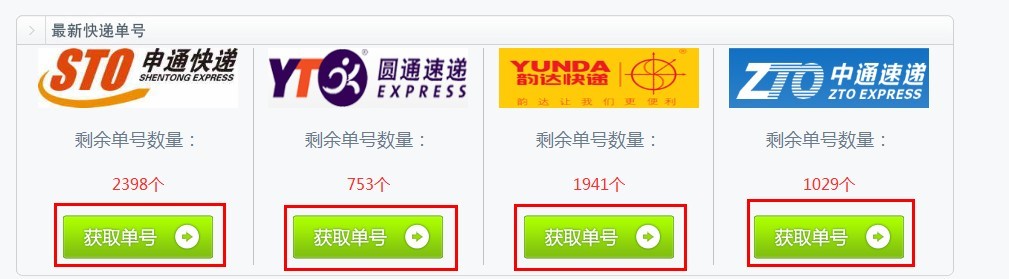 最新快递单号
STO 申通快递
SHENTONG EXPRESS
剩余单号数量：
2398个
获取单号
YTO 圆通速递
EXPRESS
剩余单号数量：
753个
获取单号
YUNDA
韵达快递
韵达让我们更便利
剩余单号数量：
1941个
获取单号
ZTO 中通速递
ZTO EXPRESS
剩余单号数量：
1029个
获取单号